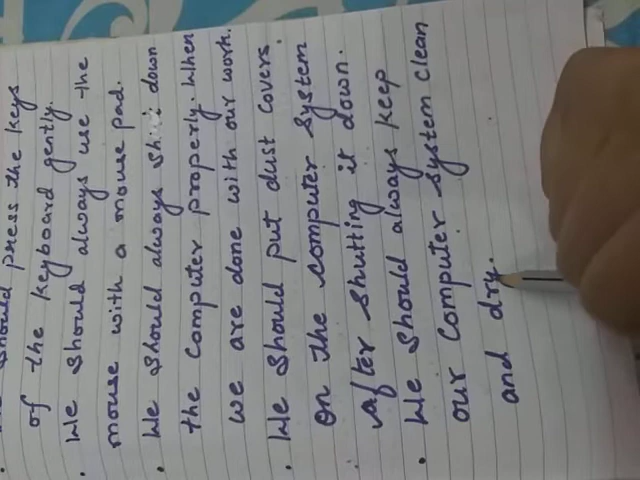 should press the keys
of the keyboard gently.
• We should always use the
mouse with a mouse pad.
• We should always down
the computer properly. When
we are done with our work.
• We should put dust covers.
on the computer system
after shutting it down.
• We should always keep
our computer system clean
and dry.